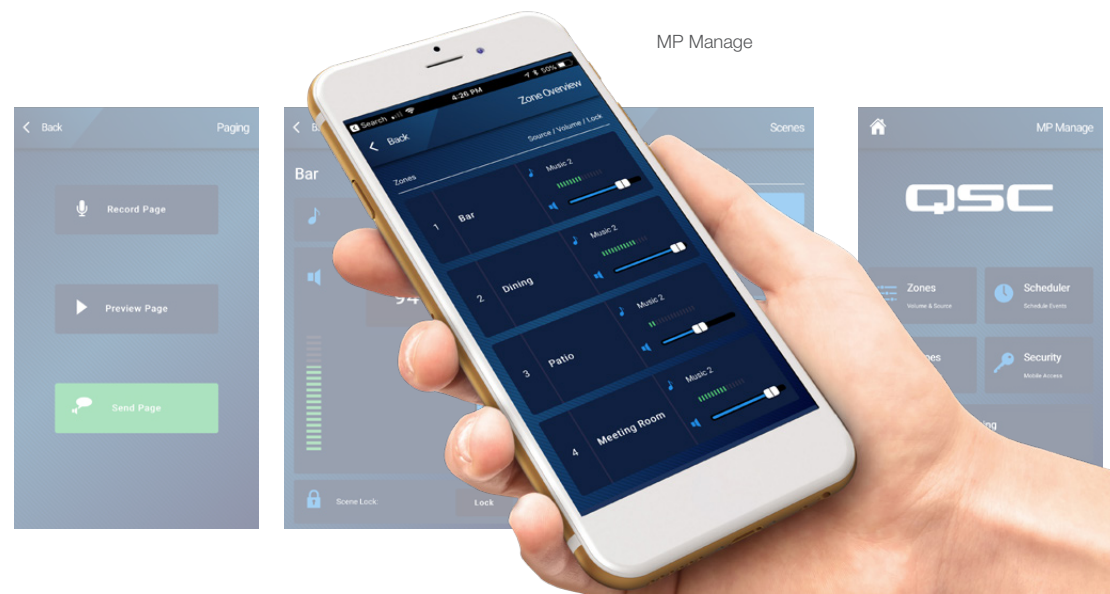 MP Manage
Back
Paging
Record Page
Preview Page
Send Page
Bar
94
Scene Lock:
Lock
Scenes
Search
4:26 PM
50%
Back
Zone Overview
Zones
Source / Volume / Lock
1
Bar
Music 2
2
Dining
Music 2
3
Patio
Music 2
4
Meeting Room
Music 2
MP Manage
QSC
Zones
Volume & Source
Scheduler
Schedule Events
Security
Mobile Access